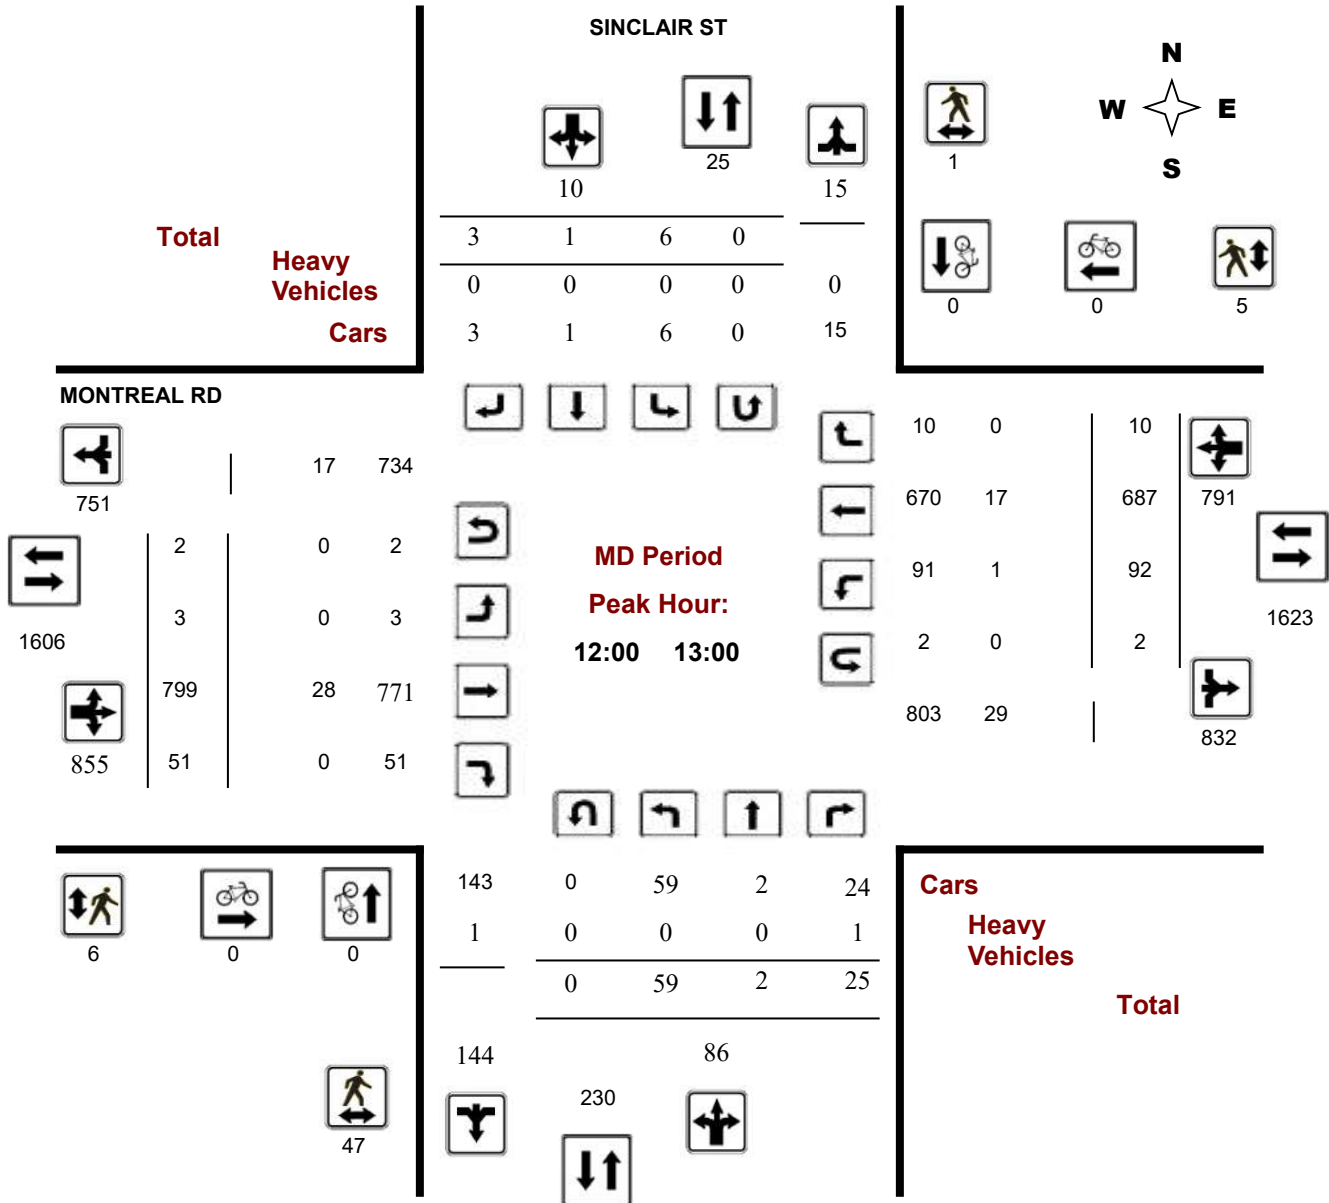 SINCLAIR ST
N
W E
S
25
1
10 15
Total 3 1 6 0
Heavy
Vehicles
0 0 0 0 0
0 0 5
Cars 3 1 6 0 15
MONTREAL RD
10 0 10
17 734
751
670 17 687 791
2 0 2
MD Period
91 1 92
3 0 3
Peak Hour:
1606
1623
12:00 13:00
2 0 2
799 28 771
803 29
832
855 51 0 51
143 0 59 2 24
Cars
1 0 0 0 1
Heavy
Vehicles
6 0 0
0 59 2 25
Total
144 86
230
47